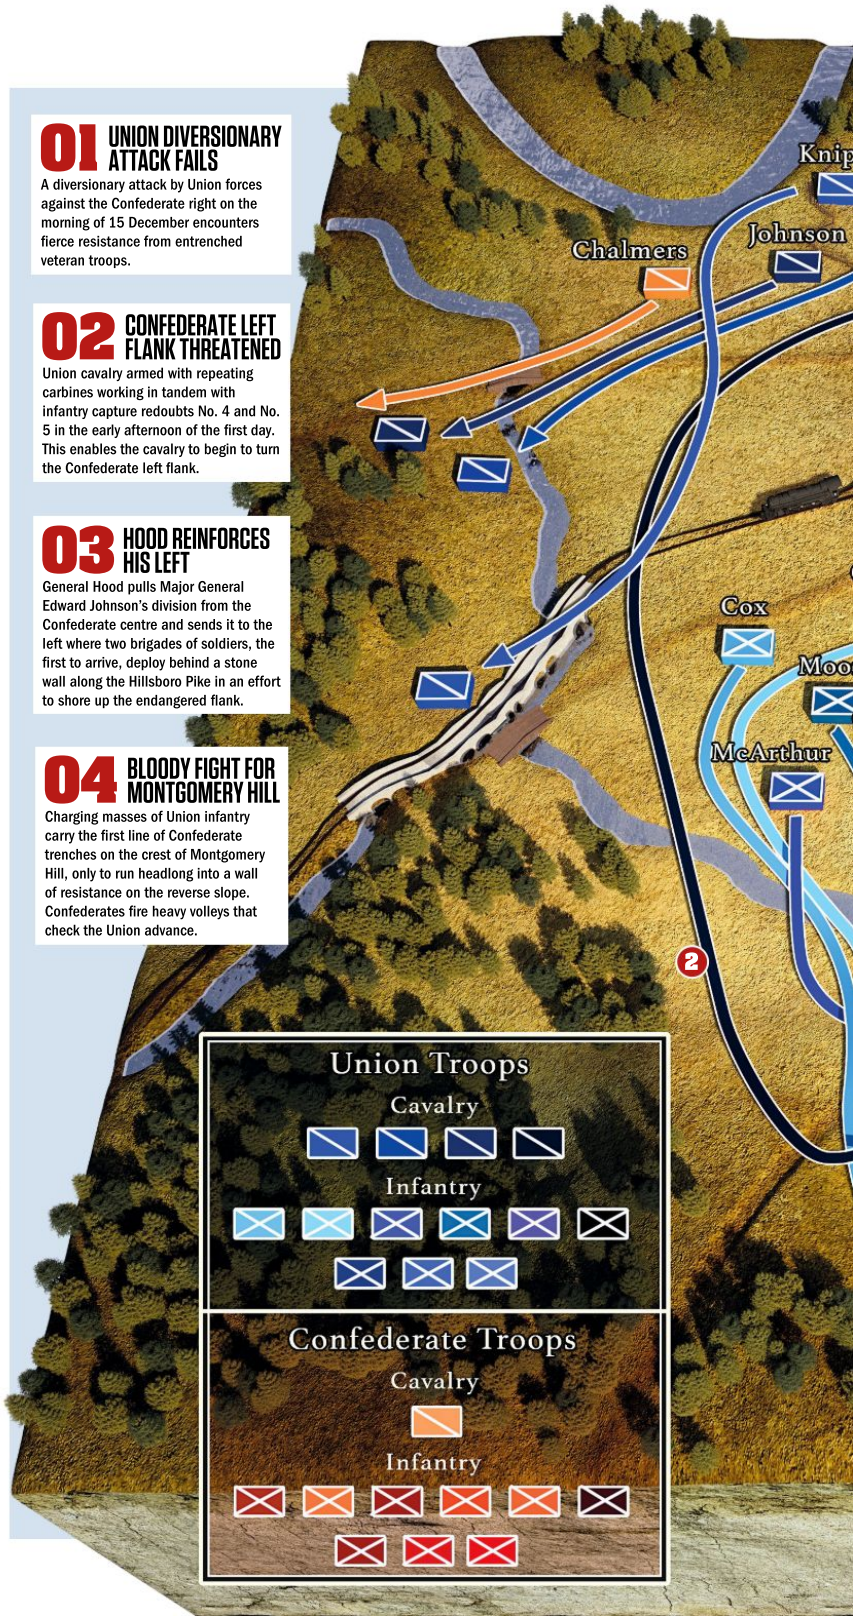 01 UNION DIVERSIONARY
ATTACK FAILS
A diversionary attack by Union forces
against the Confederate right on the
morning of 15 December encounters
fierce resistance from entrenched
veteran troops.
02 CONFEDERATE LEFT
FLANK THREATENED
Union cavalry armed with repeating
carbines working in tandem with
infantry capture redoubts No. 4 and No.
5 in the early afternoon of the first day.
This enables the cavalry to begin to turn
the Confederate left flank.
03 HOOD REINFORCES
HIS LEFT
General Hood pulls Major General
Edward Johnson’s division from the
Confederate centre and sends it to the
left where two brigades of soldiers, the
first to arrive, deploy behind a stone
wall along the Hillsboro Pike in an effort
to shore up the endangered flank.
04 BLOODY FIGHT FOR
MONTGOMERY HILL
Charging masses of Union infantry
carry the first line of Confederate
trenches on the crest of Montgomery
Hill, only to run headlong into a wall
of resistance on the reverse slope.
Confederates fire heavy volleys that
check the Union advance.
Knip
Johnson
Chalmers
Cox
Moo
McArthur
2
Union Troops
Cavalry
Infantry
Confederate Troops
Cavalry
Infantry